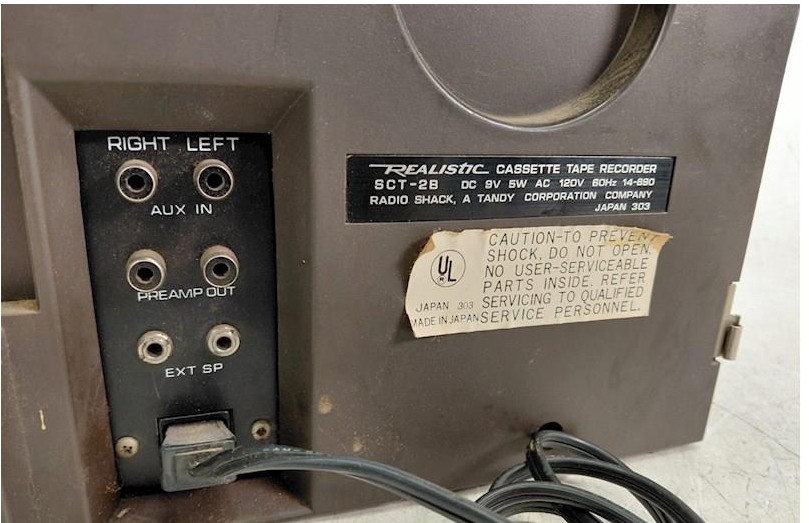 RIGHT LEFT
AUX IN
PREAMP OUT
EXT SP
REALISTIC CASSETTE TAPE RECORDER
SCT-2B DC 9V 5W AC 120V 60Hz 14-890
RADIO SHACK, A TANDY CORPORATION COMPANY
JAPAN 303
UL
JAPAN 303
MADE IN JAPAN
CAUTION-TO PREVEN
SHOCK, DO NOT OPEN.
NO USER-SERVICEABLE
PARTS INSIDE. REFER
SERVICING TO QUALIFIED
SERVICE PERSONNEL.